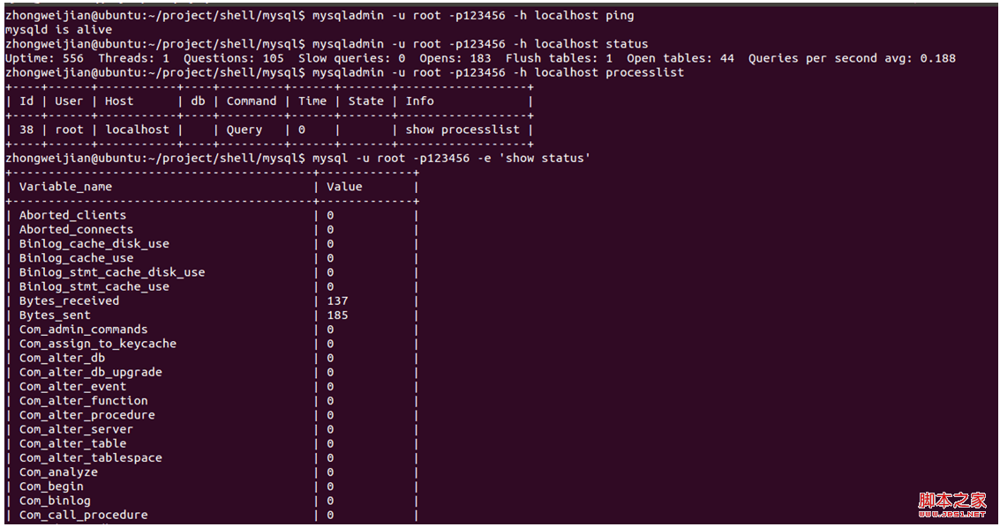 zhongweijian@ubuntu:~/project/shell/mysql$ mysqladmin -u root -p123456 -h localhost ping
mysqld is alive
zhongweijian@ubuntu:~/project/shell/mysql$ mysqladmin -u root -p123456 -h localhost status
Uptime: 556  Threads: 1  Questions: 105  Slow queries: 0  Opens: 183  Flush tables: 1  Open tables: 44  Queries per second avg: 0.188
zhongweijian@ubuntu:~/project/shell/mysql$ mysqladmin -u root -p123456 -h localhost processlist
+----+------+-----------+----+---------+------+-------+------------------+
| Id | User | Host      | db | Command | Time | State | Info             |
+----+------+-----------+----+---------+------+-------+------------------+
| 38 | root | localhost |    | Query   | 0    |       | show processlist |
+----+------+-----------+----+---------+------+-------+------------------+
zhongweijian@ubuntu:~/project/shell/mysql$ mysql -u root -p123456 -e 'show status'
+------------------------------------------+-------------+
| Variable_name                            | Value       |
+------------------------------------------+-------------+
| Aborted_clients                          | 0           |
| Aborted_connects                         | 0           |
| Binlog_cache_disk_use                    | 0           |
| Binlog_cache_use                         | 0           |
| Binlog_stmt_cache_disk_use               | 0           |
| Binlog_stmt_cache_use                    | 0           |
| Bytes_received                           | 137         |
| Bytes_sent                               | 185         |
| Com_admin_commands                       | 0           |
| Com_assign_to_keycache                   | 0           |
| Com_alter_db                             | 0           |
| Com_alter_db_upgrade                     | 0           |
| Com_alter_event                          | 0           |
| Com_alter_function                       | 0           |
| Com_alter_procedure                      | 0           |
| Com_alter_server                         | 0           |
| Com_alter_table                          | 0           |
| Com_alter_tablespace                     | 0           |
| Com_analyze                              | 0           |
| Com_begin                                | 0           |
| Com_binlog                               | 0           |
| Com_call_procedure                       | 0           |
脚本之家
WWW.JB51.NET